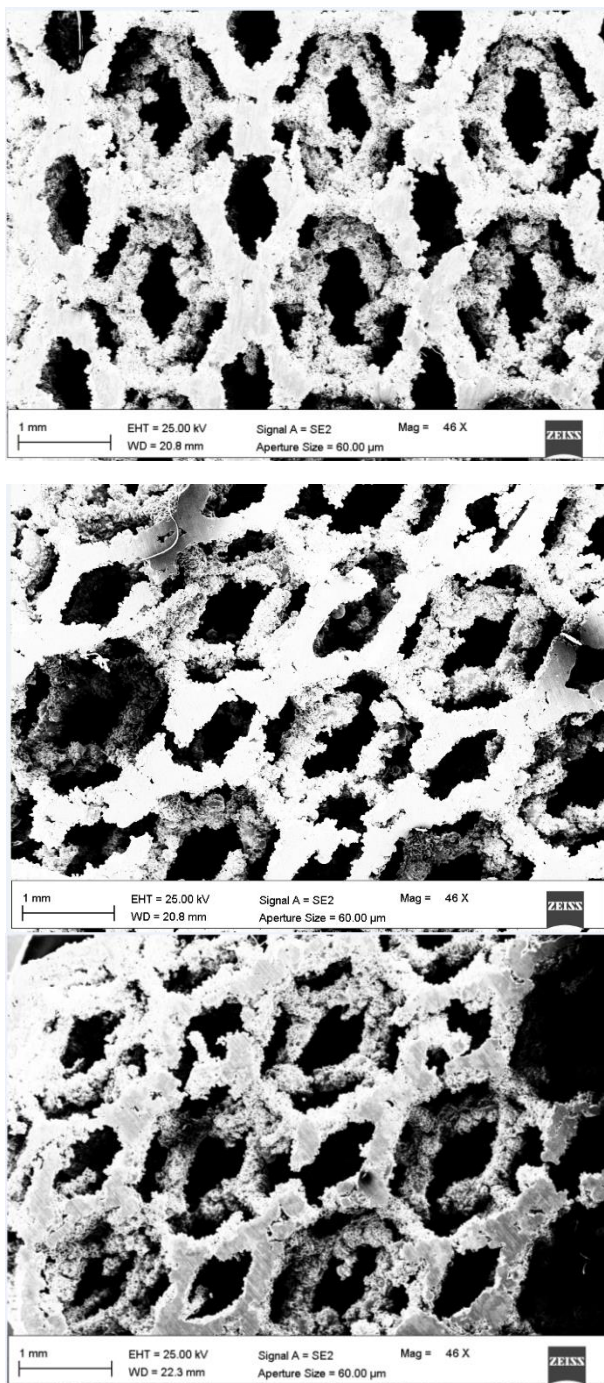 1 mm EHT = 25.00 kV Signal A = SE2 Mag = 46 X ZEISS
WD = 20.8 mm Aperture Size = 60.00 µm
1 mm EHT = 25.00 kV Signal A = SE2 Mag = 46 X ZEISS
WD = 20.8 mm Aperture Size = 60.00 µm
1 mm EHT = 25.00 kV Signal A = SE2 Mag = 46 X ZEISS
WD = 22.3 mm Aperture Size = 60.00 µm